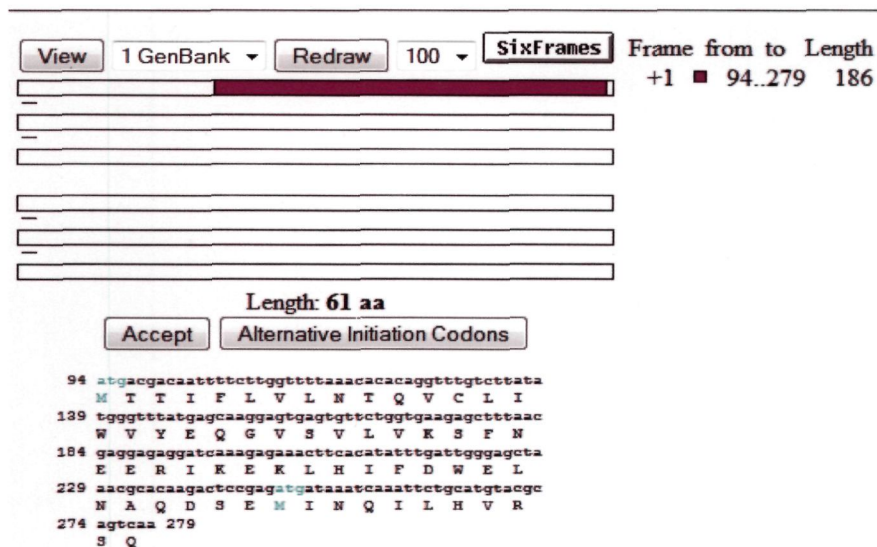 View 1 GenBank Redraw 100 SixFrames Frame from to Length
+1 94..279 186
Length: 61 aa
Accept Alternative Initiation Codons
94 atgacgacaattttcttggttttaaacacacaggtttgtcttata
M T T I F L V L N T Q V C L I
139 tgggtttatgagcaaggagtgagtgttctggtgaagagctttaac
W V Y E Q G V S V L V K S F N
184 gaggagaggatcaaagagaaacttcacatatttgattgggagcta
E E R I K E K L H I F D W E L
229 aacgcacaagactccgagatgataaatcaaattctgcatgtacgc
N A Q D S E M I N Q I L H V R
274 agtcaa 279
S Q